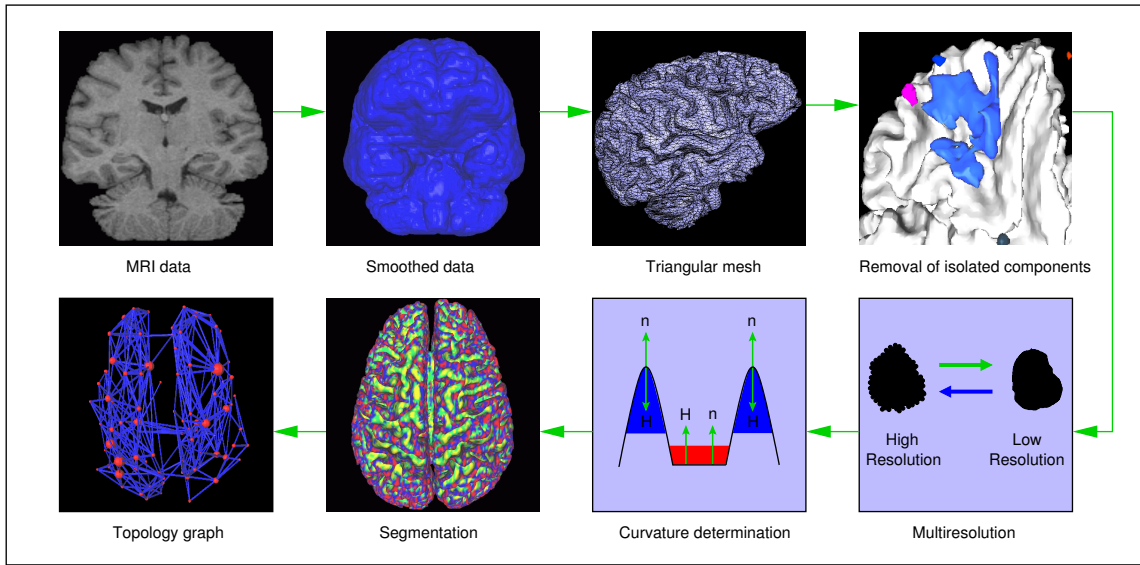 MRI data
Smoothed data
Triangular mesh
Removal of isolated components
n
n
H
H
H
n
High
Resolution
Low
Resolution
Topology graph
Segmentation
Curvature determination
Multiresolution